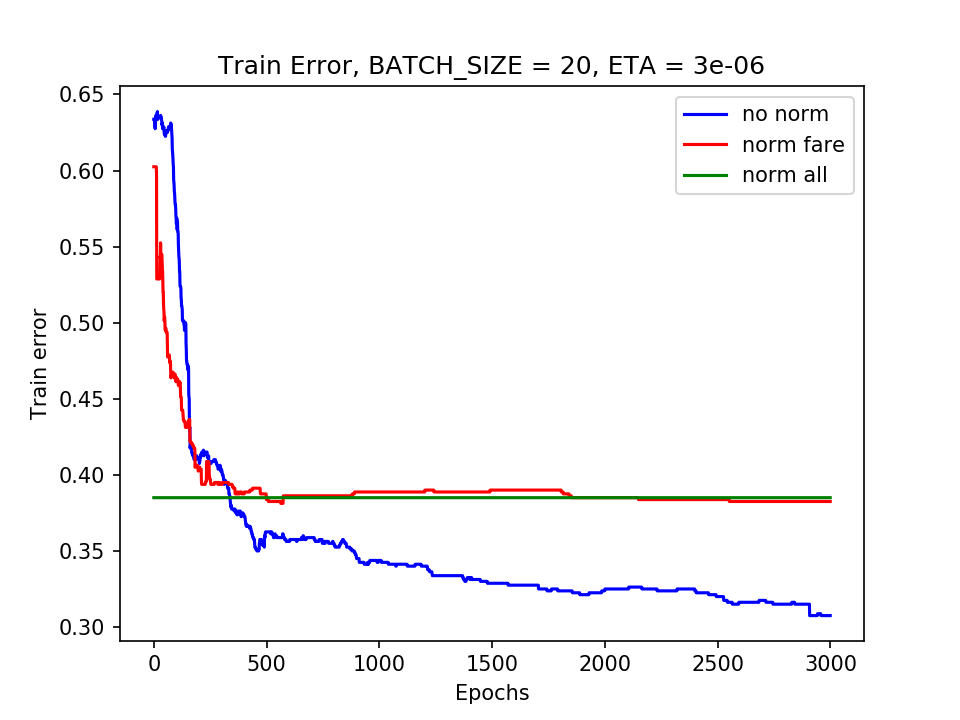 Train Error, BATCH_SIZE = 20, ETA = 3e-06
no norm
norm fare
norm all
Train error
0.65
0.60
0.55
0.50
0.45
0.40
0.35
0.30
0
500
1000
1500
2000
2500
3000
Epochs